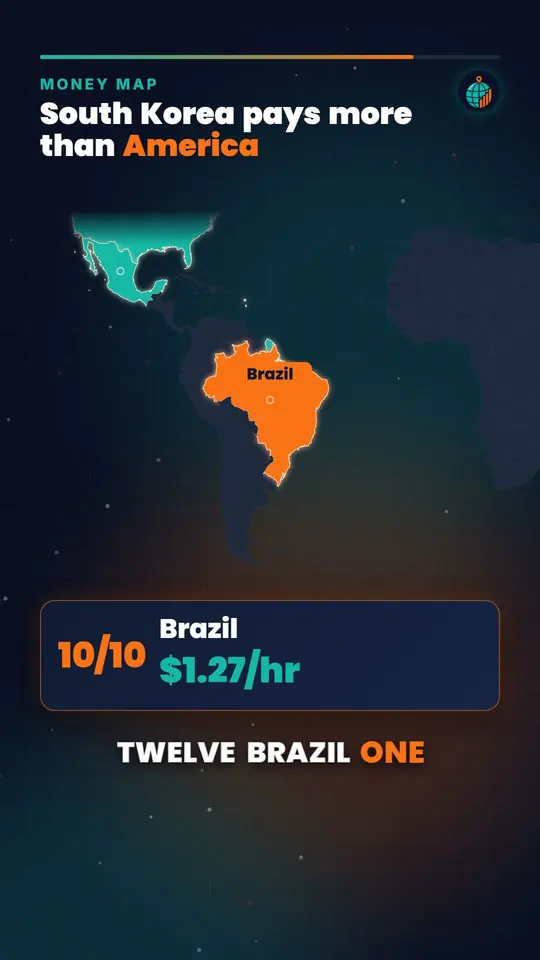 MONEY MAP
South Korea pays more
than America
Brazil
10/10
Brazil
$1.27/hr
TWELVE BRAZIL ONE